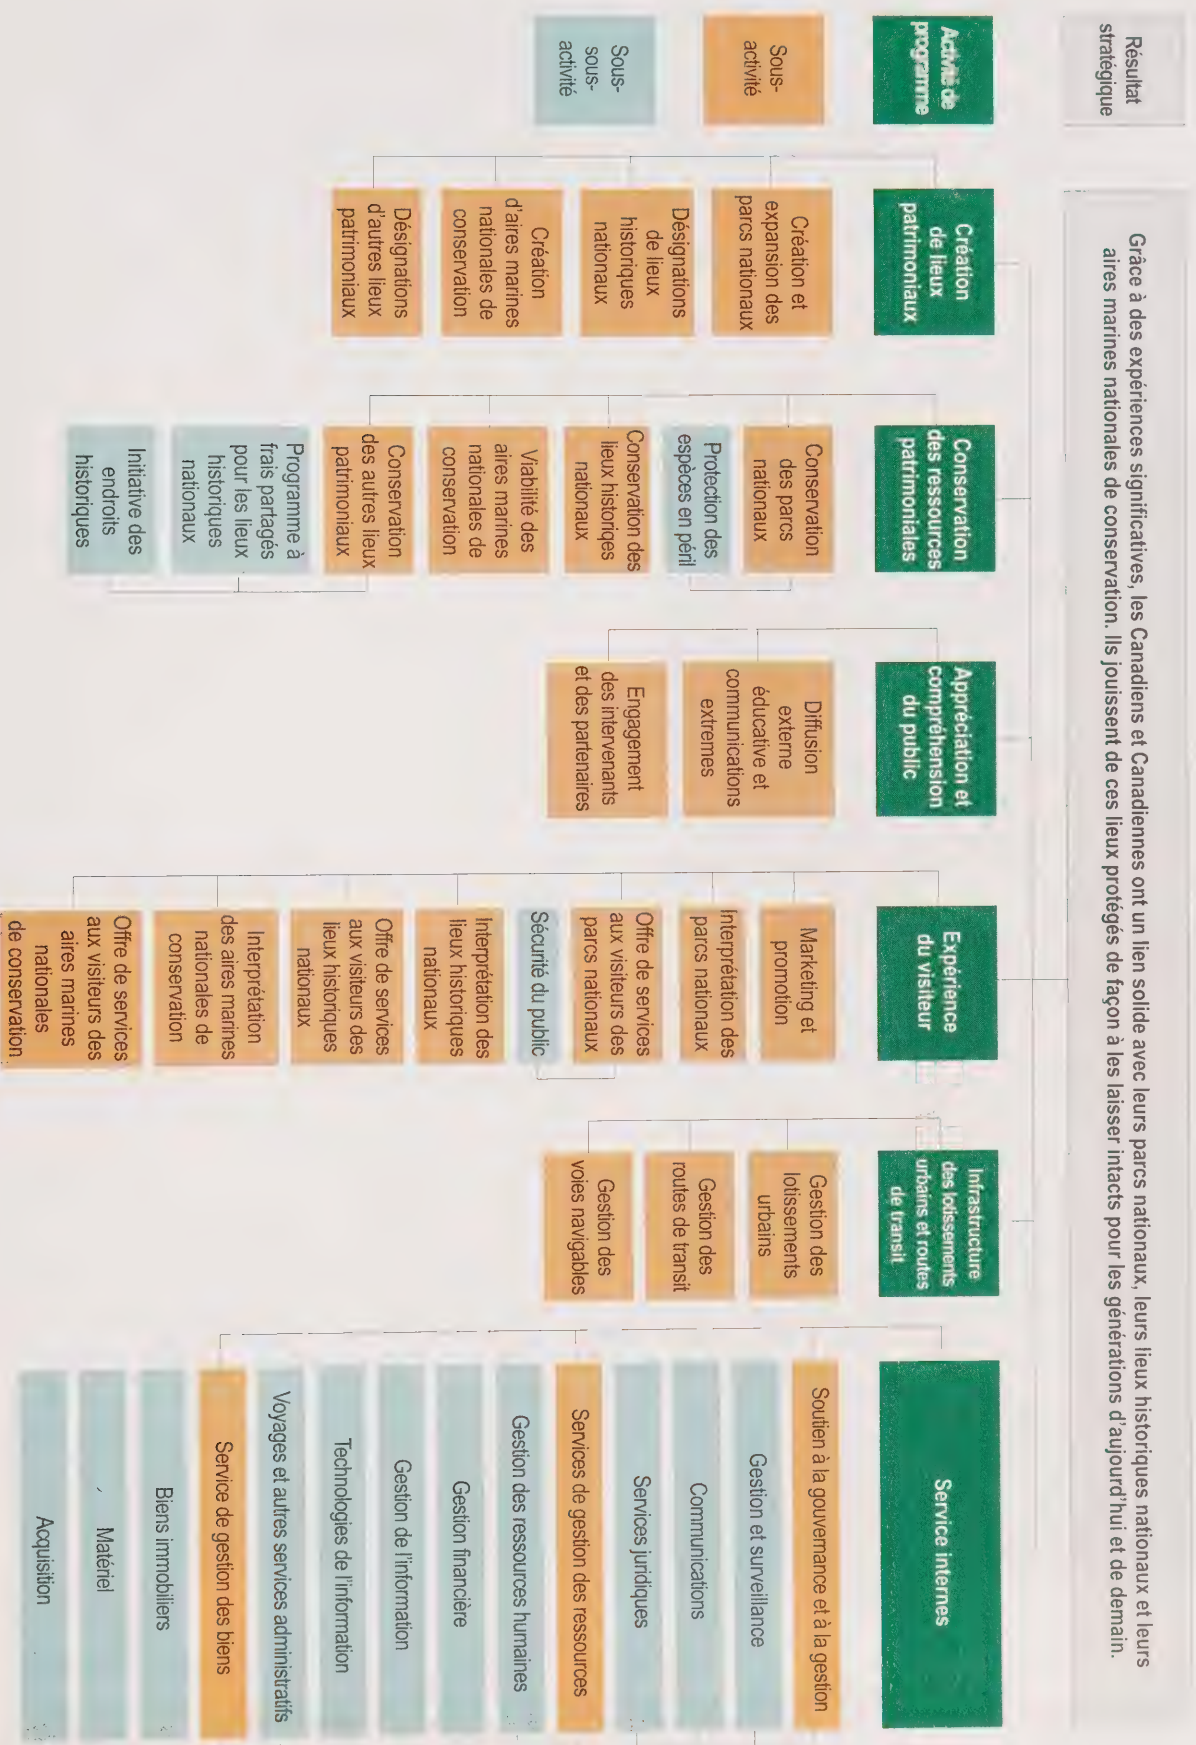 Résultat
stratégique
Grâce à des expériences significatives, les Canadiens et Canadiennes ont un lien solide avec leurs parcs nationaux, leurs lieux historiques nationaux et leurs
aires marines nationales de conservation. Ils jouissent de ces lieux protégés de façon à les laisser intacts pour les générations d'aujourd'hui et de demain.
Activité de
programme
Sous-
activité
Sous-
sous-
activité
Création
de lieux
patrimoniaux
Création et
expansion des
parcs nationaux
Désignations
de lieux
historiques
nationaux
Création
d'aires marines
nationales de
conservation
Désignations
d'autres lieux
patrimoniaux
Conservation
des ressources
patrimoniales
Conservation
des parcs
nationaux
Protection des
espèces en péril
Conservation des
lieux historiqes
nationaux
Viabilité des
aires marines
nationales de
conservation
Conservation
des autres lieux
patrimoniaux
Programme à
frais partagés
pour les lieux
historiques
nationaux
Initiative des
endroits
historiques
Appréciation et
compréhension
du public
Diffusion
externe
éducative et
communications
extremes
Engagement
des intervenants
et des partenaires
Expérience
du visiteur
Marketing et
promotion
Interprétation des
parcs nationaux
Offre de services
aux visiteurs des
parcs nationaux
Sécurité du public
Interprétation des
lieux historiques
nationaux
Offre de services
aux visiteurs des
lieux historiques
nationaux
Interprétation
des aires marines
nationales de
conservation
Offre de services
aux visiteurs des
aires marines
nationales
de conservation
Infrastructure
des lotissements
urbains et routes
de transit
Gestion des
lotissements
urbains
Gestion des
routes de transit
Gestion des
voies navigables
Service internes
Soutien à la gouvernance et à la gestion
Gestion et surveillance
Communications
Services juridiques
Services de gestion des ressources
Gestion des ressources humaines
Gestion financière
Gestion de l'information
Technologies de l'information
Voyages et autres services administratifs
Service de gestion des biens
Biens immobiliers
Matériel
Acquisition